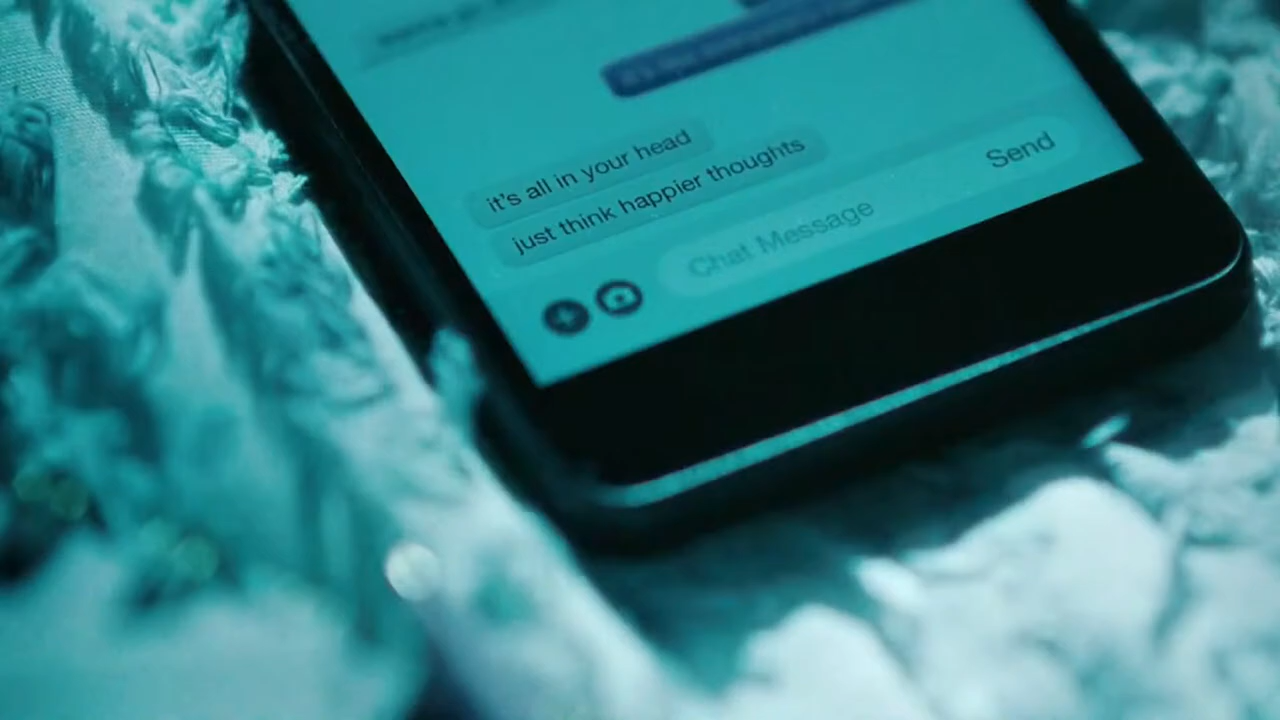 it's all in your head
just think happier thoughts
Chat Message
Send